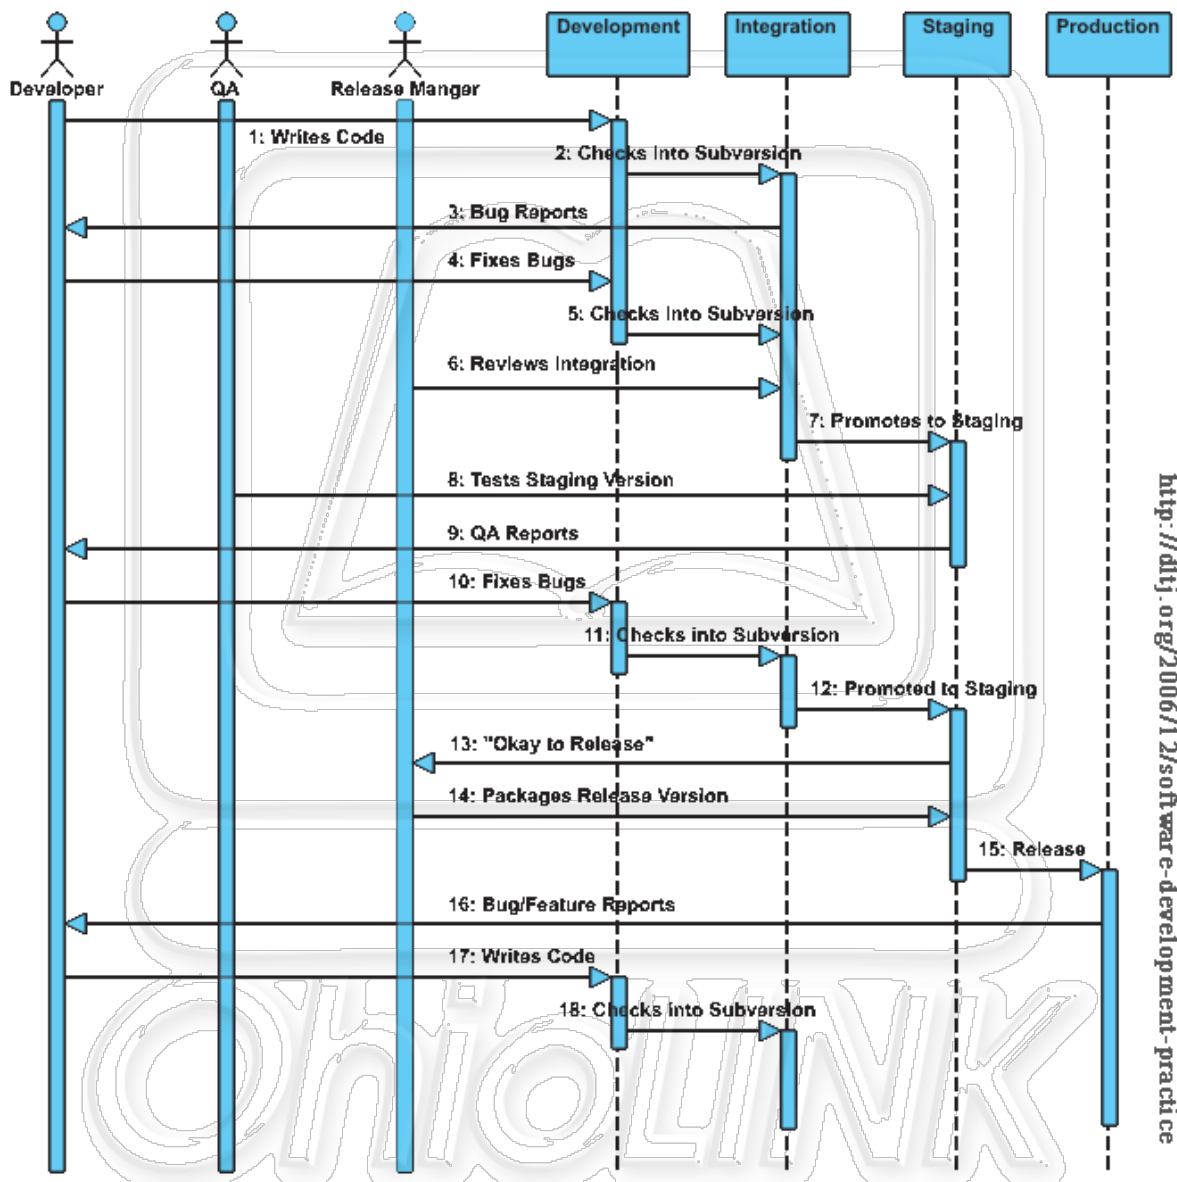 Development
Integration
Staging
Production
Developer
QA
Release Manger
1: Writes Code
2: Checks Into Subversion
3: Bug Reports
4: Fixes Bugs
5: Checks Into Subversion
6: Reviews Integration
7: Promotes to Staging
8: Tests Staging Version
9: QA Reports
10: Fixes Bugs
11: Checks into Subversion
12: Promoted to Staging
13: "Okay to Release"
14: Packages Release Version
15: Release
16: Bug/Feature Reports
17: Writes Code
18: Checks into Subversion
OhioLINK
http://dltj.org/2006/12/software-development-practice